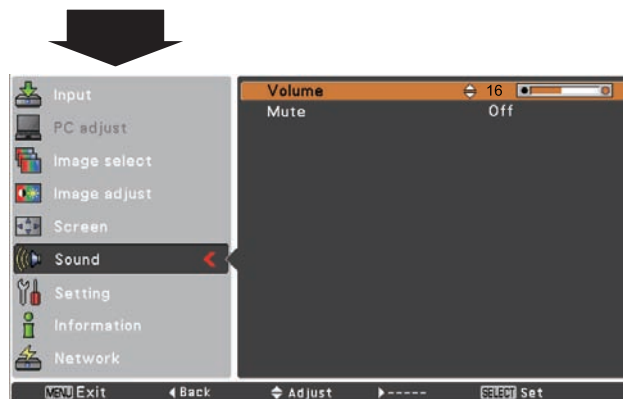 Input
PC adjust
Image select
Image adjust
Screen
Sound
Setting
Information
Network
Volume 16
Mute Off
MENU Exit Back Adjust ----- SELECT Set